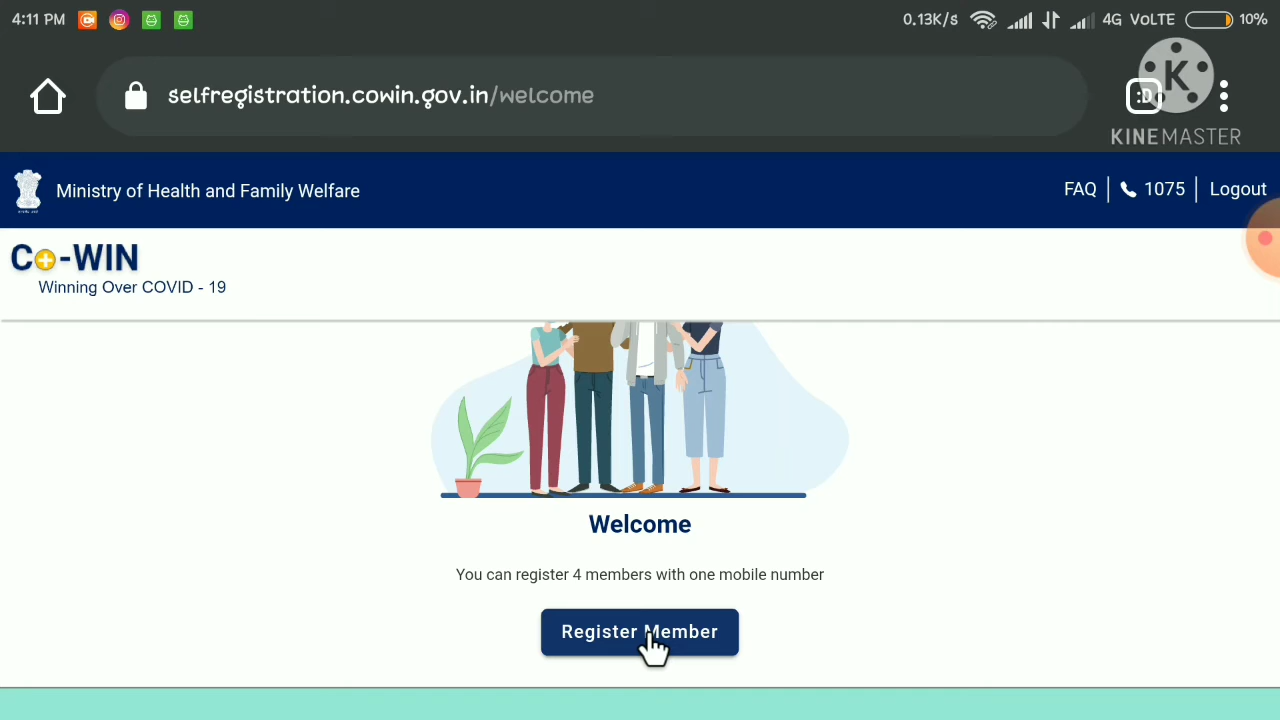 4:11 PM 0.13K/s 4G VoLTE 10%
selfregistration.cowin.gov.in/welcome
:D
K
KINEMASTER
Ministry of Health and Family Welfare
FAQ 1075 Logout
Co-WIN
Winning Over COVID - 19
Welcome
You can register 4 members with one mobile number
Register Member